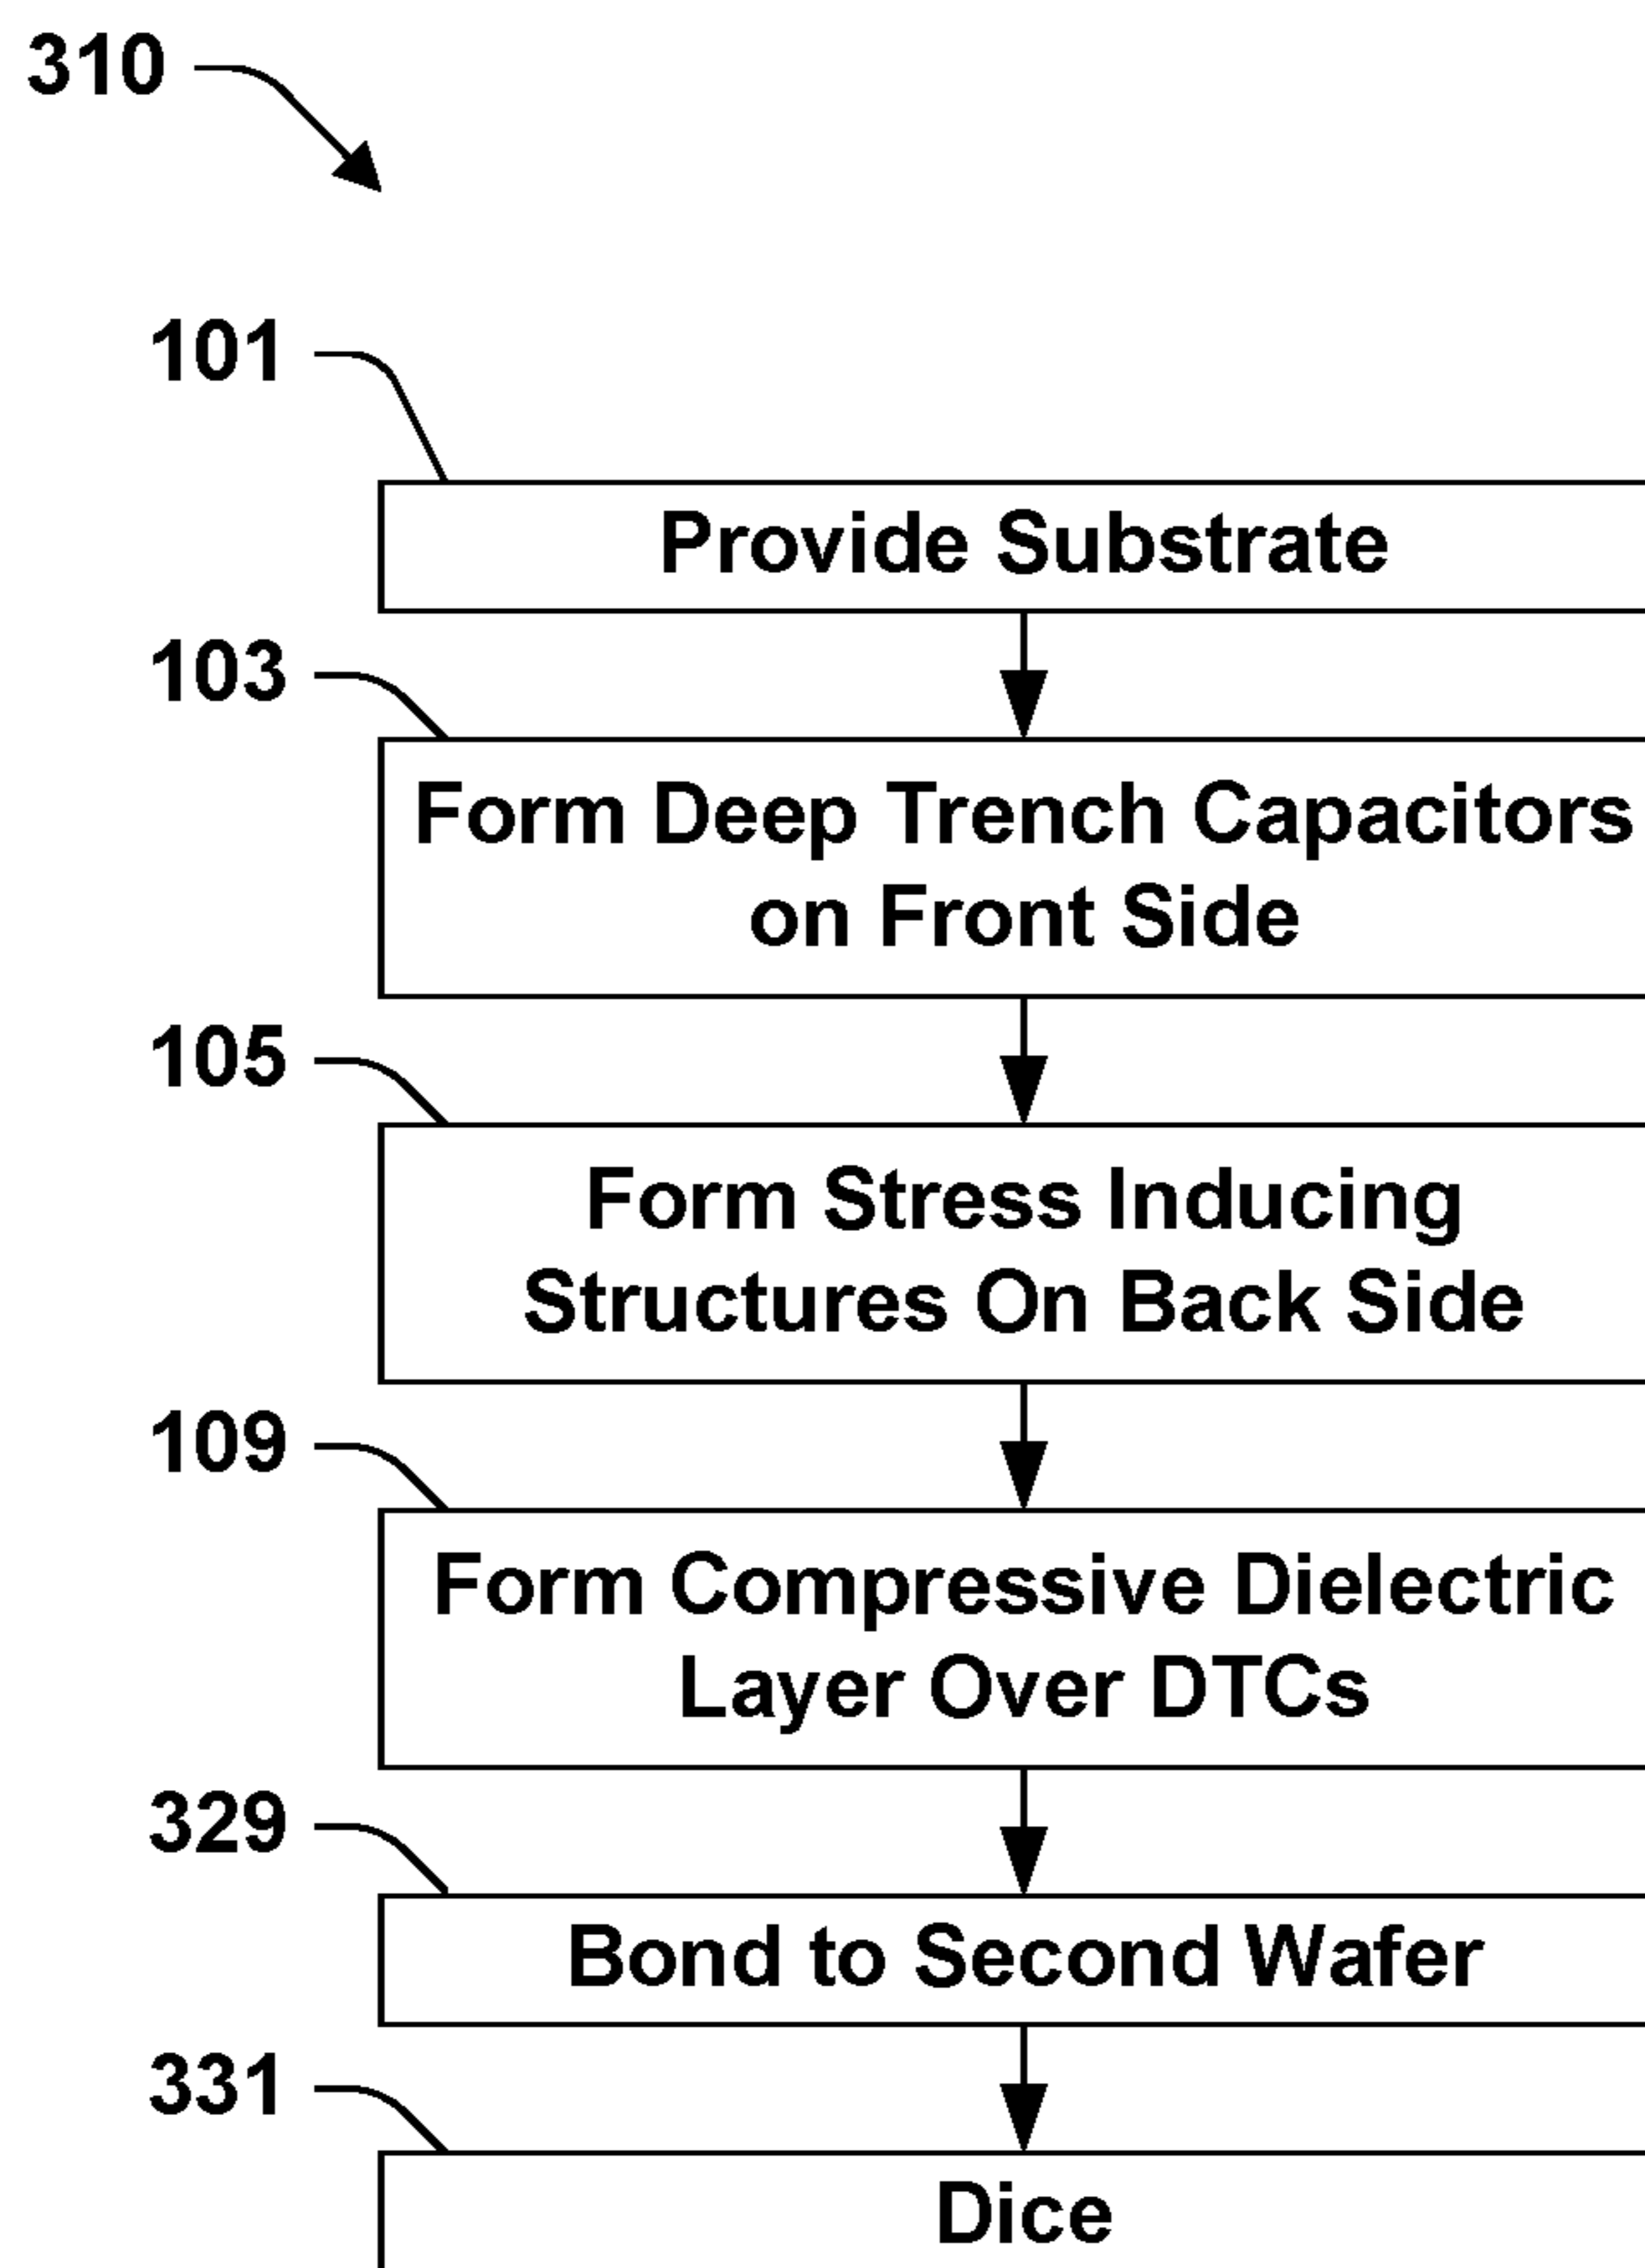 310
101
Provide Substrate
103
Form Deep Trench Capacitors
on Front Side
105
Form Stress Inducing
Structures On Back Side
109
Form Compressive Dielectric
Layer Over DTCs
329
Bond to Second Wafer
331
Dice